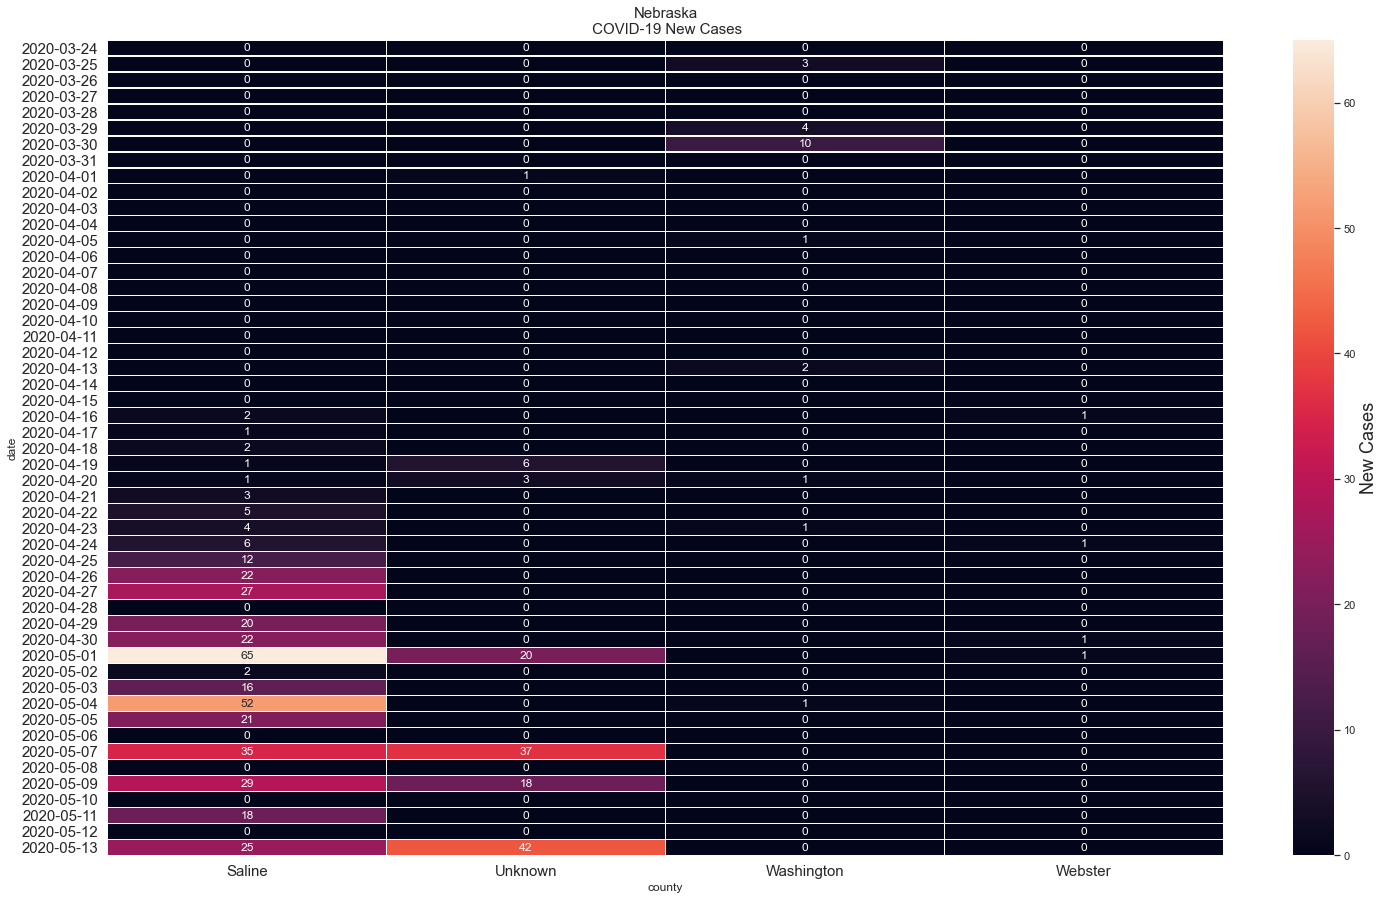 Nebraska
COVID-19 New Cases
2020-03-24 0 0 0 0
2020-03-25 0 0 3 0
2020-03-26 0 0 0 0
2020-03-27 0 0 0 0
2020-03-28 0 0 0 0
2020-03-29 0 0 4 0
2020-03-30 0 0 10 0
2020-03-31 0 0 0 0
2020-04-01 0 1 0 0
2020-04-02 0 0 0 0
2020-04-03 0 0 0 0
2020-04-04 0 0 0 0
2020-04-05 0 0 1 0
2020-04-06 0 0 0 0
2020-04-07 0 0 0 0
2020-04-08 0 0 0 0
2020-04-09 0 0 0 0
2020-04-10 0 0 0 0
2020-04-11 0 0 0 0
2020-04-12 0 0 0 0
2020-04-13 0 0 2 0
2020-04-14 0 0 0 0
2020-04-15 0 0 0 0
2020-04-16 2 0 0 1
2020-04-17 1 0 0 0
2020-04-18 2 0 0 0
2020-04-19 1 6 0 0
2020-04-20 1 3 1 0
2020-04-21 3 0 0 0
2020-04-22 5 0 0 0
2020-04-23 4 0 1 0
2020-04-24 6 0 0 1
2020-04-25 12 0 0 0
2020-04-26 22 0 0 0
2020-04-27 27 0 0 0
2020-04-28 0 0 0 0
2020-04-29 20 0 0 0
2020-04-30 22 0 0 1
2020-05-01 65 20 0 1
2020-05-02 2 0 0 0
2020-05-03 16 0 0 0
2020-05-04 52 0 1 0
2020-05-05 21 0 0 0
2020-05-06 0 0 0 0
2020-05-07 35 37 0 0
2020-05-08 0 0 0 0
2020-05-09 29 18 0 0
2020-05-10 0 0 0 0
2020-05-11 18 0 0 0
2020-05-12 0 0 0 0
2020-05-13 25 42 0 0
Saline Unknown Washington Webster
county
date
60
50
40
30
20
10
0
New Cases